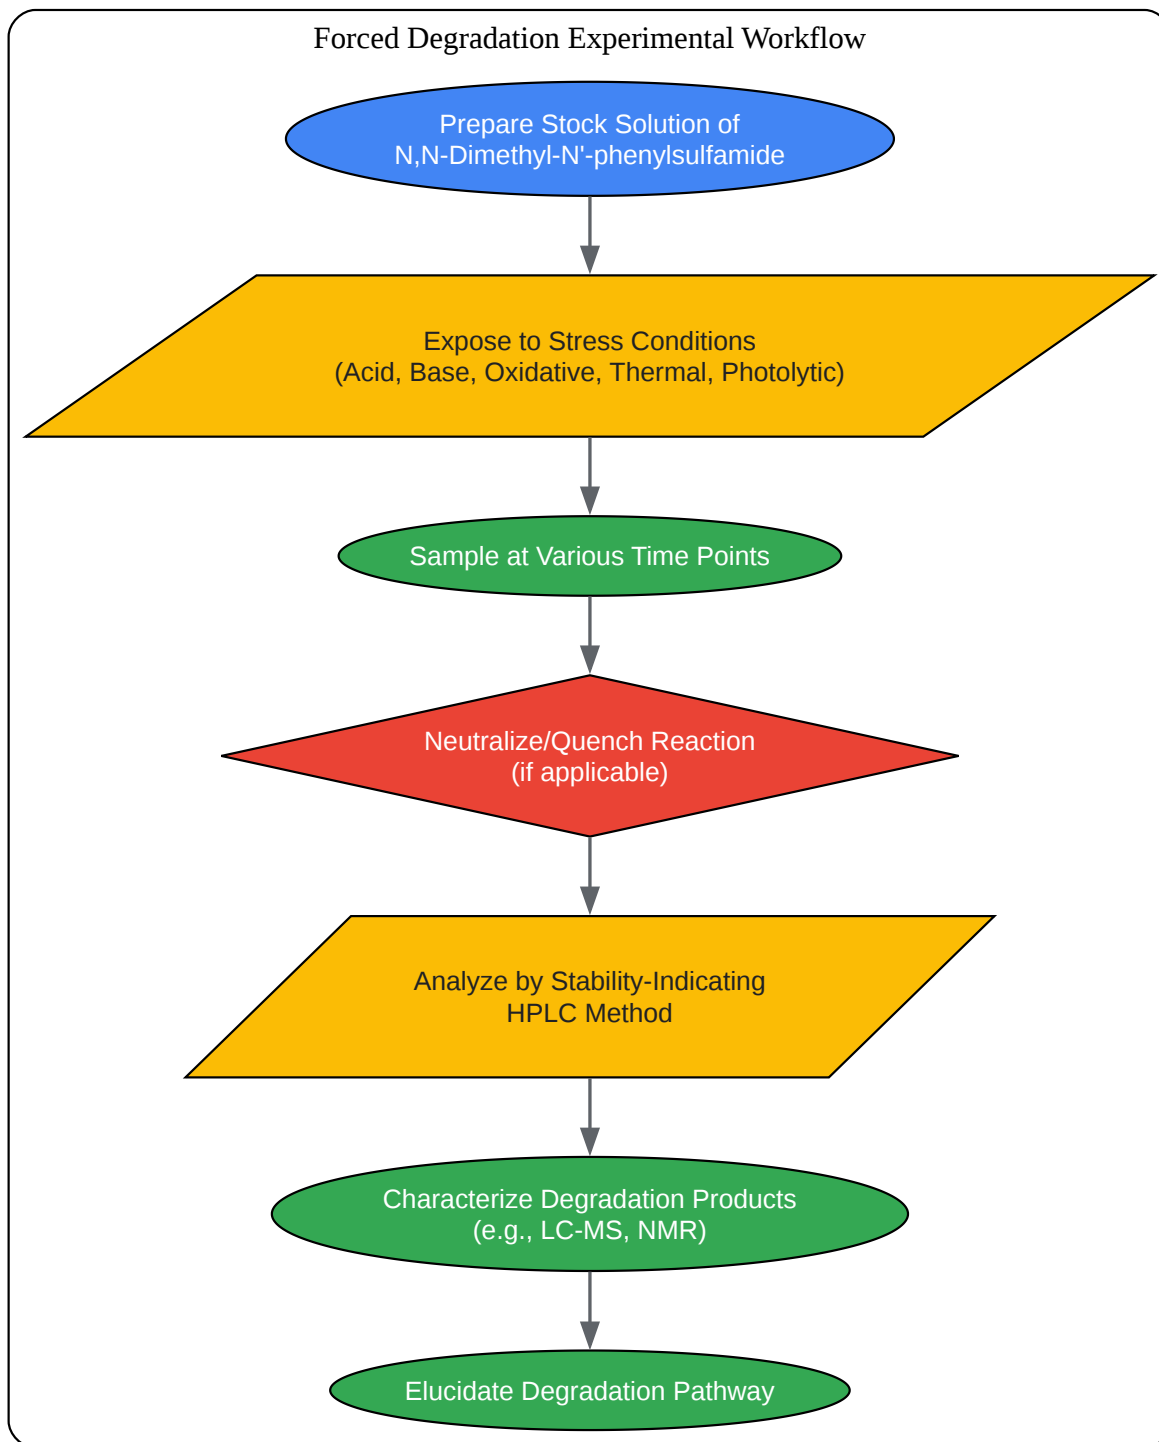 Forced Degradation Experimental Workflow
Prepare Stock Solution of
N,N-Dimethyl-N'-phenylsulfamide
Expose to Stress Conditions
(Acid, Base, Oxidative, Thermal, Photolytic)
Sample at Various Time Points
Neutralize/Quench Reaction
(if applicable)
Analyze by Stability-Indicating
HPLC Method
Characterize Degradation Products
(e.g., LC-MS, NMR)
Elucidate Degradation Pathway